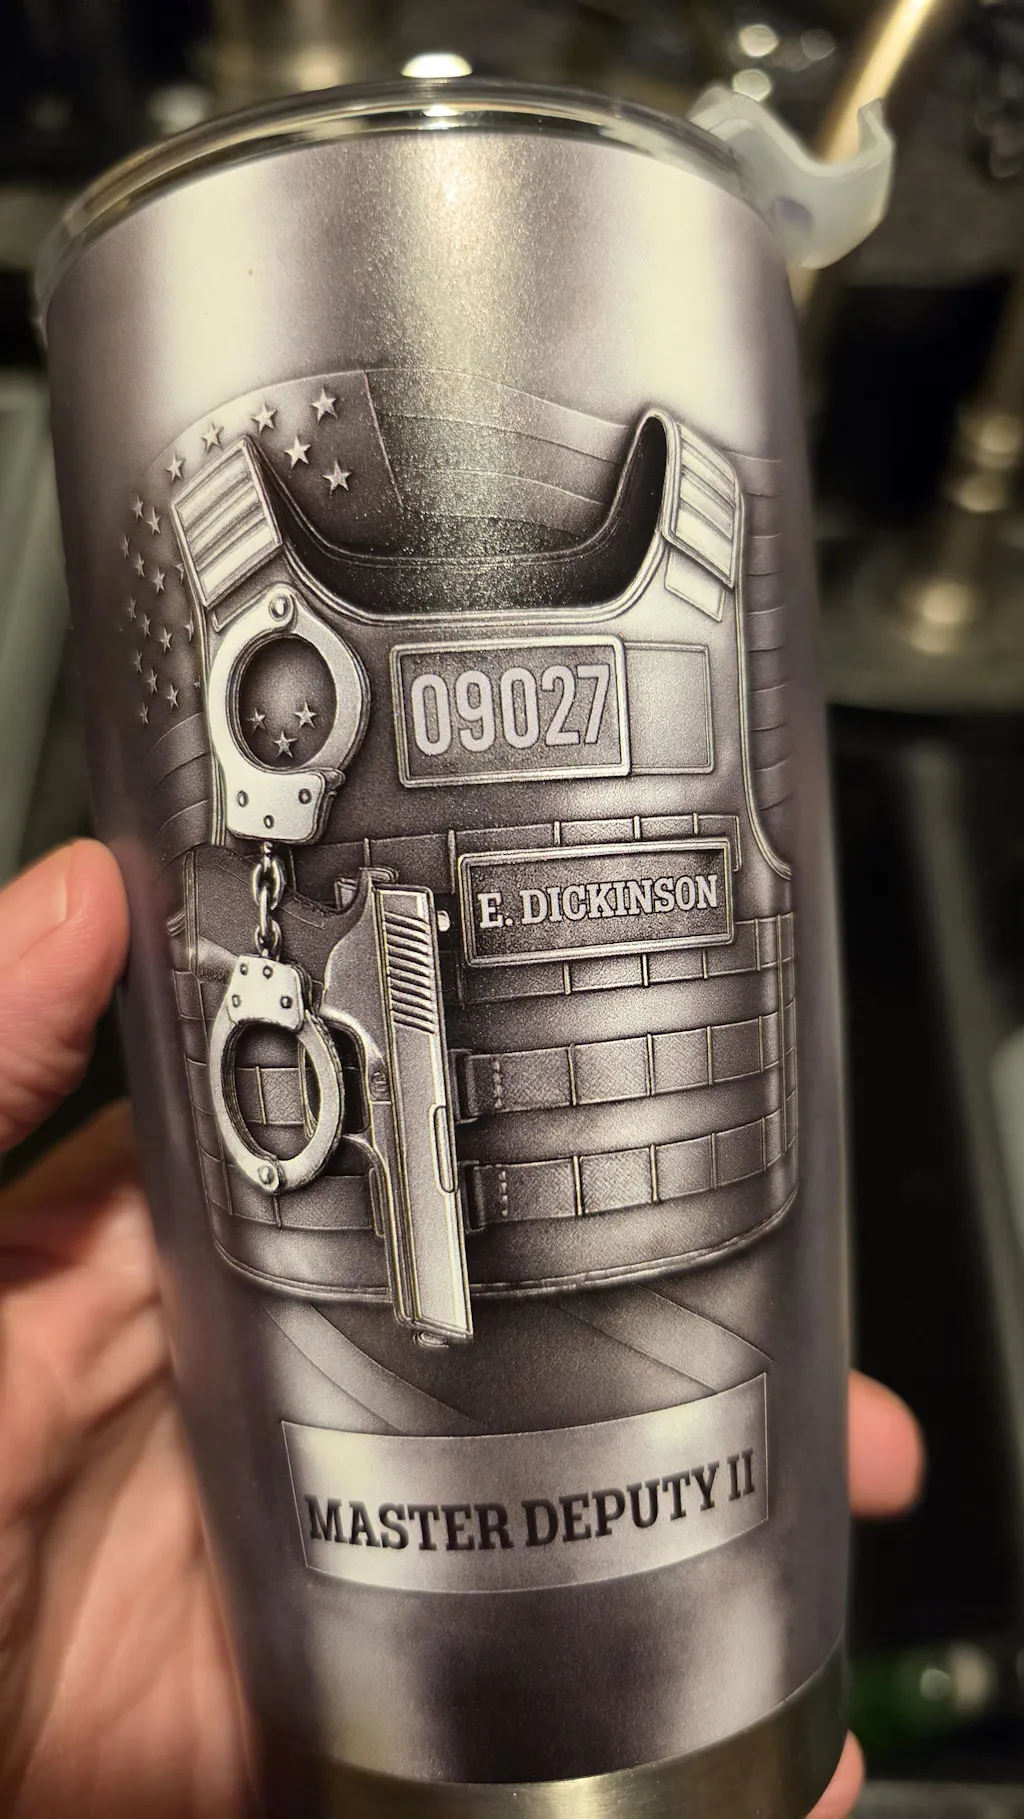 09027
E. DICKINSON
MASTER DEPUTY II